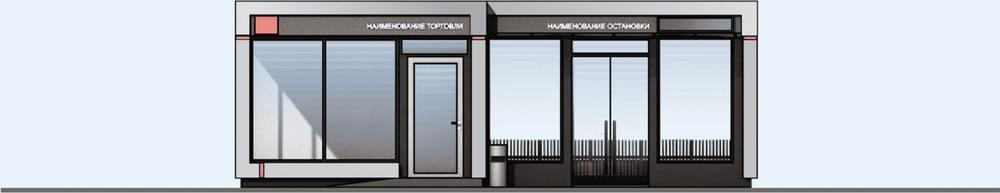 НАИМЕНОВАНИЕ ТОРГОВЛИ
НАИМЕНОВАНИЕ ОСТАНОВКИ